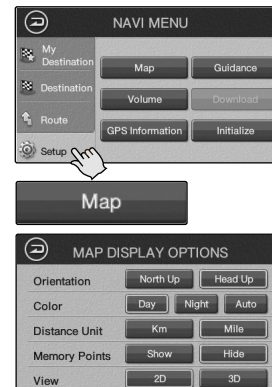 NAVI MENU
My
Destination
Map Guidance
Destination
Volume Download
Route
GPS Information Initialize
Setup
Map
MAP DISPLAY OPTIONS
Orientation North Up Head Up
Color Day Night Auto
Distance Unit Km Mile
Memory Points Show Hide
View 2D 3D